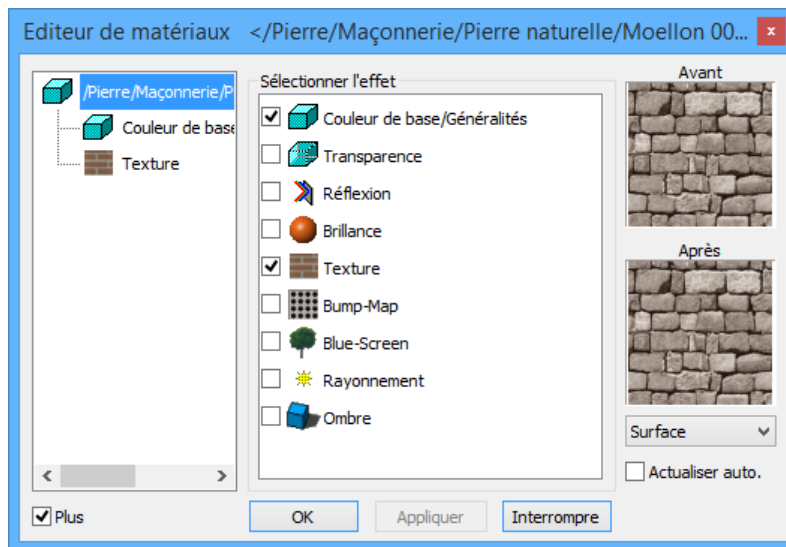 Editeur de matériaux </Pierre/Maçonnerie/Pierre naturelle/Moellon 00...
/Pierre/Maçonnerie/P
Couleur de base
Texture
Sélectionner l'effet
Couleur de base/Généralités
Transparence
Réflexion
Brillance
Texture
Bump-Map
Blue-Screen
Rayonnement
Ombre
Avant
Après
Surface
Actualiser auto.
Plus
OK
Appliquer
Interrompre